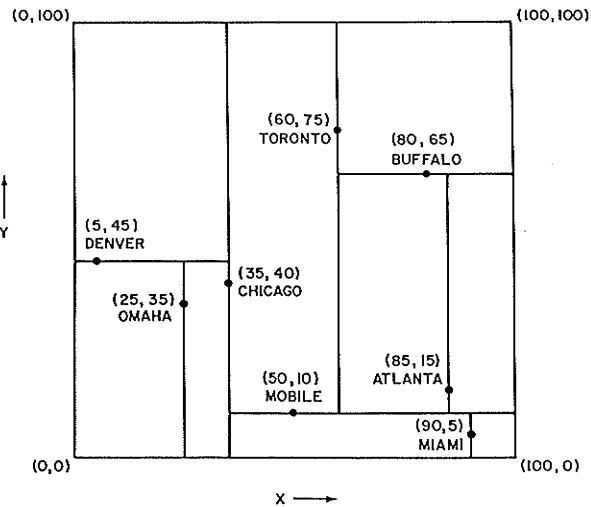 (0,100)
(100,100)
(60,75)
TORONTO
(80,65)
BUFFALO
Y
(5,45)
DENVER
(35,40)
CHICAGO
(25,35)
OMAHA
(85,15)
ATLANTA
(50,10)
MOBILE
(90,5)
MIAMI
(0,0)
(100,0)
X